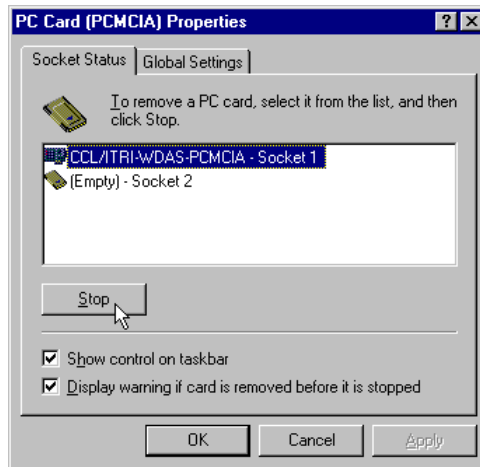 PC Card (PCMCIA) Properties
Socket Status
Global Settings
To remove a PC card, select it from the list, and then
click Stop.
CCL/ITRI-WDAS-PCMCIA - Socket 1
(Empty) - Socket 2
Stop
Show control on taskbar
Display warning if card is removed before it is stopped
OK
Cancel
Apply